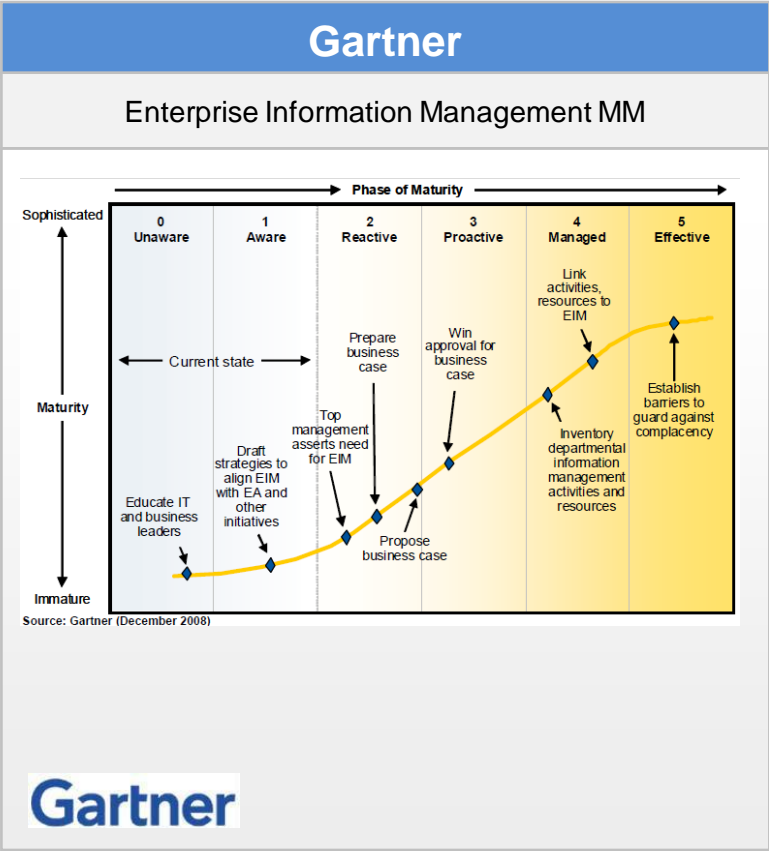 Gartner
Enterprise Information Management MM
Phase of Maturity
Sophisticated
Maturity
Immature
0
Unaware
1
Aware
2
Reactive
3
Proactive
4
Managed
5
Effective
Current state
Educate IT
and business
leaders
Draft
strategies to
align EIM
with EA and
other
initiatives
Top
management
asserts need
for EIM
Prepare
business
case
Propose
business case
Win
approval for
business
case
Inventory
departmental
information
management
activities and
resources
Link
activities,
resources to
EIM
Establish
barriers to
guard against
complacency
Source: Gartner (December 2008)
Gartner